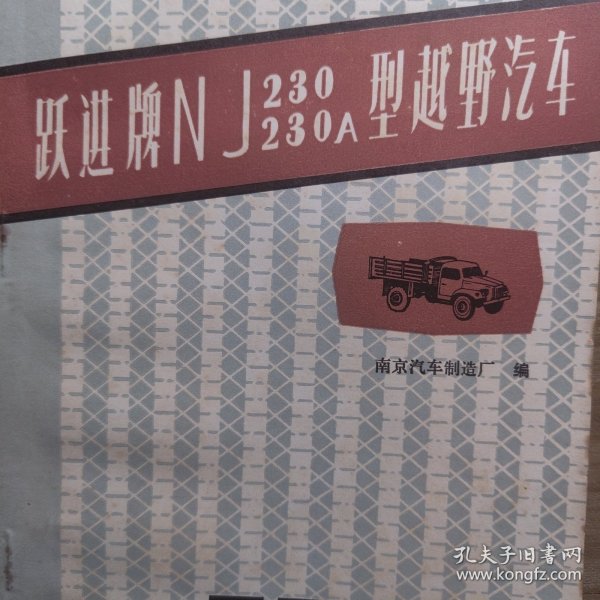 跃进牌NJ230 230A型越野汽车
南京汽车制造厂 编
孔夫子旧书网
www.kongfz.com